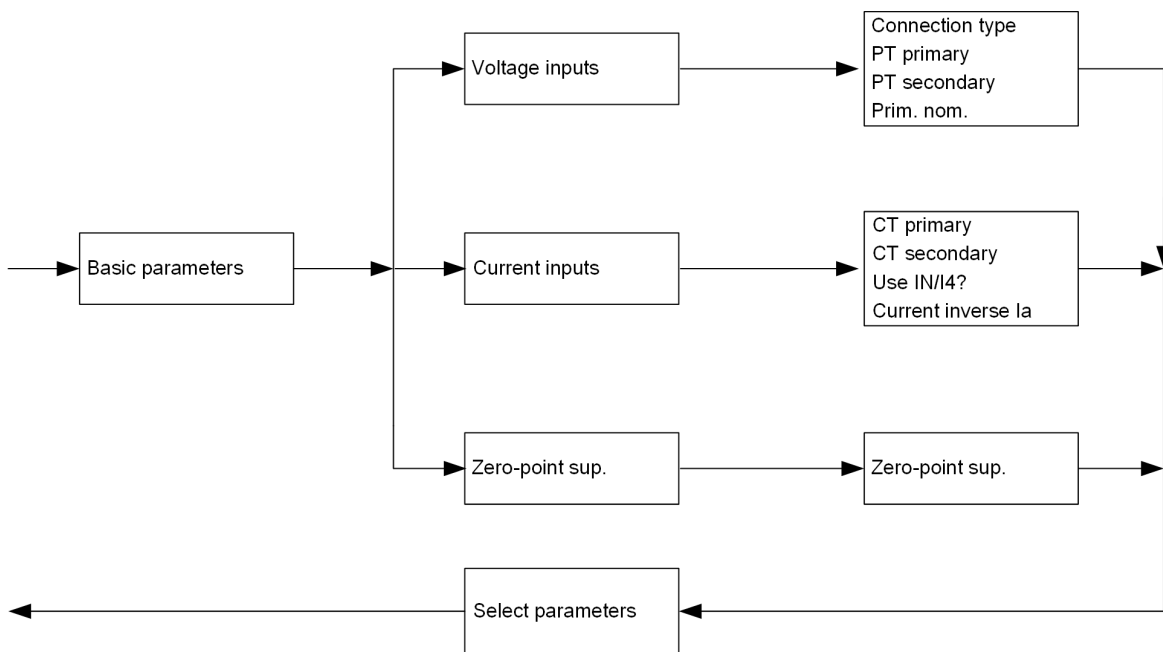 Voltage inputs
Connection type
PT primary
PT secondary
Prim. nom.
Basic parameters
Current inputs
CT primary
CT secondary
Use IN/I4?
Current inverse Ia
Zero-point sup.
Zero-point sup.
Select parameters